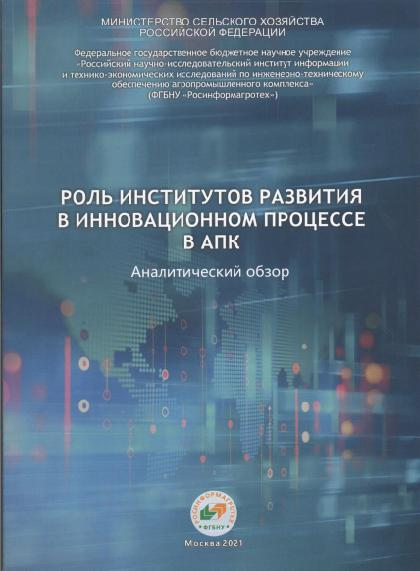 МИНИСТЕРСТВО СЕЛЬСКОГО ХОЗЯЙСТВА
РОССИЙСКОЙ ФЕДЕРАЦИИ
Федеральное государственное бюджетное научное учреждение
«Российский научно-исследовательский институт информации
и технико-экономических исследований по инженерно-техническому
обеспечению агропромышленного комплекса»
(ФГБНУ «Росинформагротех»)
РОЛЬ ИНСТИТУТОВ РАЗВИТИЯ
В ИННОВАЦИОННОМ ПРОЦЕССЕ
В АПК
Аналитический обзор
РОСИНФОРМАГРОТЕХ
ФГБНУ
Москва 2021